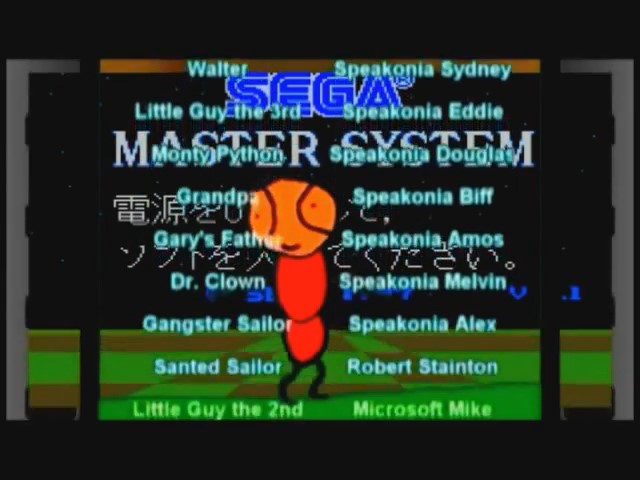 Walter Speakonia Sydney
SEGA®
Little Guy the 3rd Speakonia Eddie
MASTER SYSTEM
Monty Python Speakonia Douglas
Grandpa Speakonia Biff
電源を
Gary's Father Speakonia Amos
ソフトを てください。
Dr. Clown Speakonia Melvin
Gangster Sailor Speakonia Alex
Santed Sailor Robert Stainton
Little Guy the 2nd Microsoft Mike